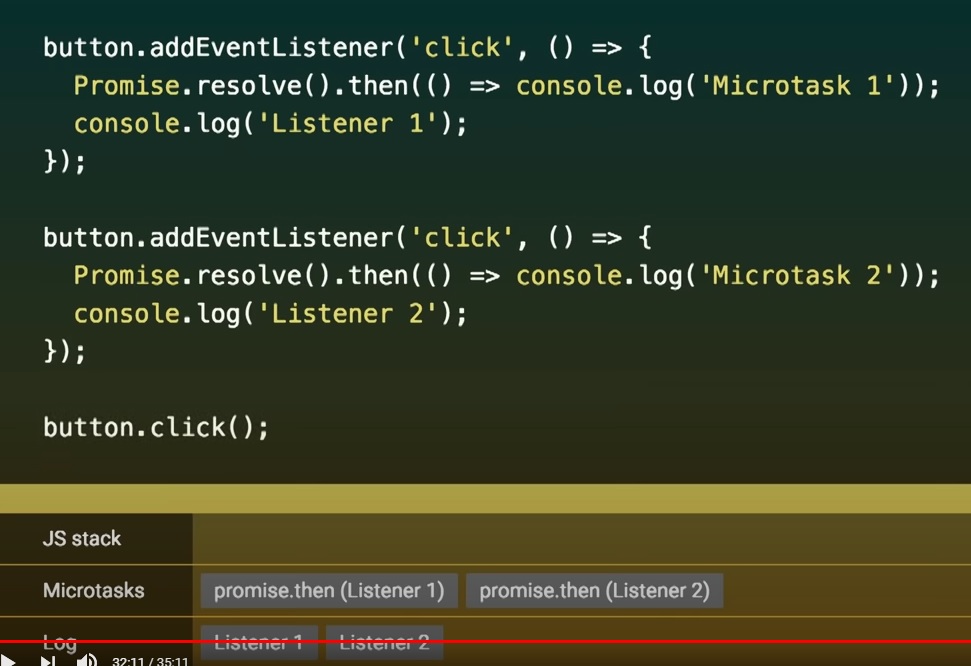 button.addEventListener('click', () => {
  Promise.resolve().then(() => console.log('Microtask 1'));
  console.log('Listener 1');
});
button.addEventListener('click', () => {
  Promise.resolve().then(() => console.log('Microtask 2'));
  console.log('Listener 2');
});
button.click();
JS stack
Microtasks promise.then (Listener 1) promise.then (Listener 2)
Log Listener 1 Listener 2
32:11 / 35:11